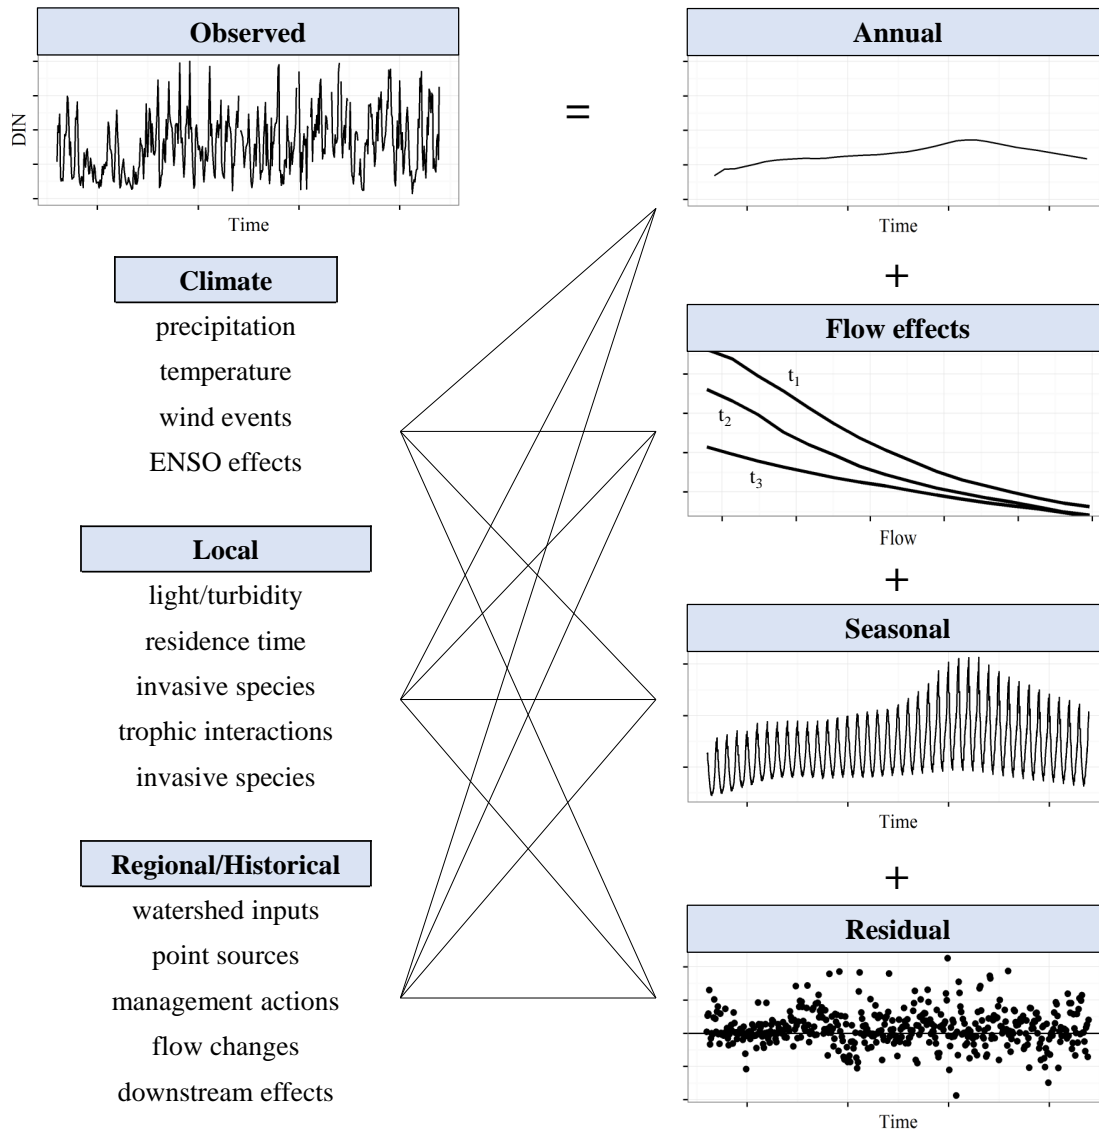 Observed
DIN
Time
=
Annual
Time
+
Climate
precipitation
temperature
wind events
ENSO effects
Flow effects
t1
t2
t3
Flow
+
Local
light/turbidity
residence time
invasive species
trophic interactions
invasive species
Seasonal
Time
+
Regional/Historical
watershed inputs
point sources
management actions
flow changes
downstream effects
Residual
Time